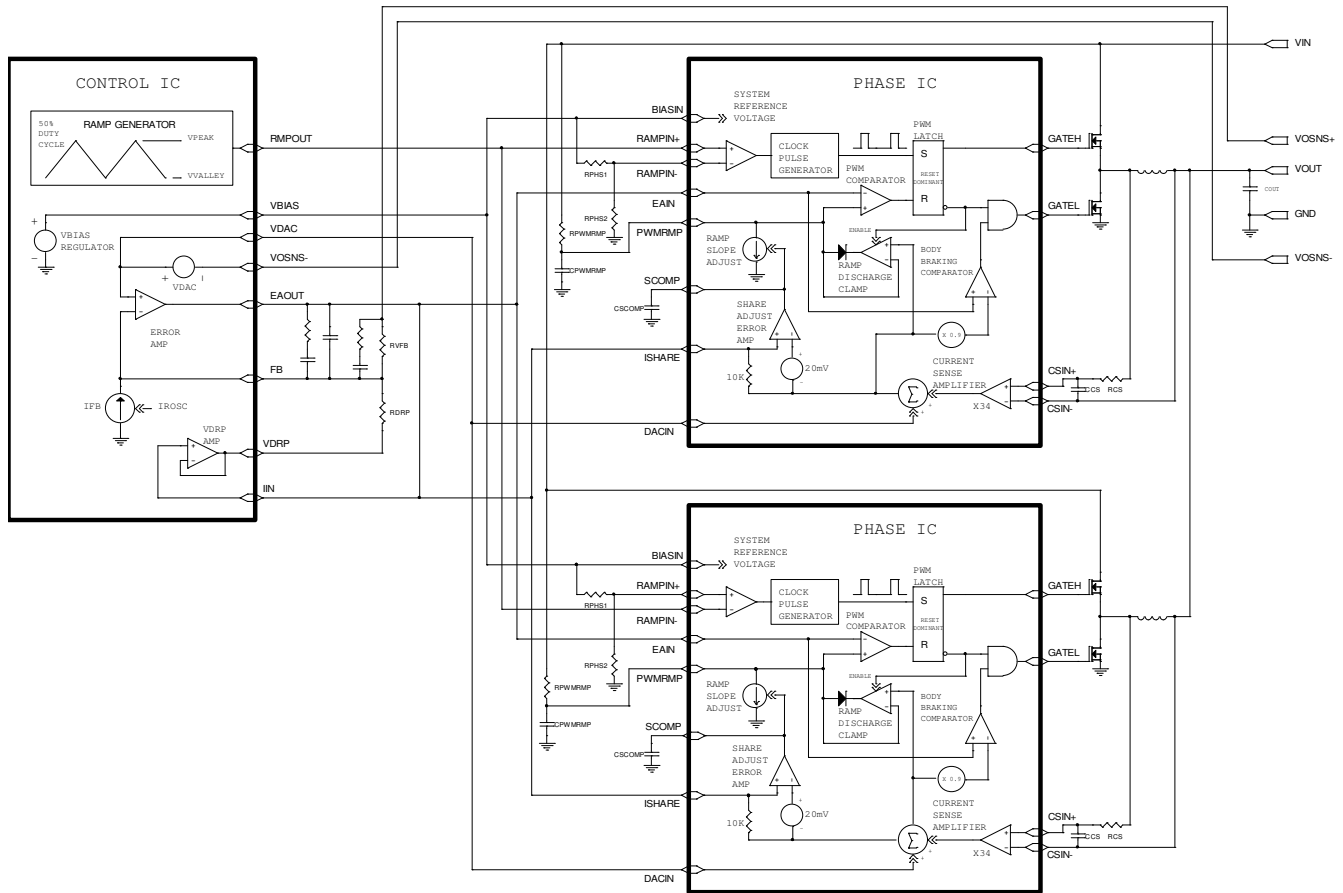 CONTROL IC
50%
DUTY
CYCLE
RAMP GENERATOR
VPEAK
VVALLEY
RMPOUT
VBIAS
+
VBIAS
REGULATOR
−
VDAC
VOSNS-
+
−
VDAC
EAOUT
+
-
ERROR
AMP
RVFB
FB
IFB
IROSC
RDRP
VDRP
AMP
+
-
VDRP
IIN
PHASE IC
BIASIN
SYSTEM
REFERENCE
VOLTAGE
RAMPIN+
RPHS1
RAMPIN-
+
-
CLOCK
PULSE
GENERATOR
PWM
LATCH
S
RESET
DOMINANT
R
PWM
COMPARATOR
-
+
GATEH
EAIN
RPHS2
RPWMRMP
PWMRMP
CPWMRMP
GATEL
RAMP
SLOPE
ADJUST
ENABLE
-
+
RAMP
DISCHARGE
CLAMP
BODY
BRAKING
COMPARATOR
+
-
SCOMP
CSCOMP
SHARE
ADJUST
ERROR
AMP
+
-
X 0.9
ISHARE
10K
+
20mV
-
CURRENT
SENSE
AMPLIFIER
Σ
+
+
X34
+
-
CSIN+
CCS
RCS
CSIN-
DACIN
VIN
VOSNS+
VOUT
COUT
GND
VOSNS-
PHASE IC
BIASIN
SYSTEM
REFERENCE
VOLTAGE
RAMPIN+
RPHS1
RAMPIN-
+
-
CLOCK
PULSE
GENERATOR
PWM
LATCH
S
RESET
DOMINANT
R
PWM
COMPARATOR
-
+
GATEH
EAIN
RPHS2
RPWMRMP
PWMRMP
CPWMRMP
GATEL
RAMP
SLOPE
ADJUST
ENABLE
-
+
RAMP
DISCHARGE
CLAMP
BODY
BRAKING
COMPARATOR
+
-
SCOMP
CSCOMP
SHARE
ADJUST
ERROR
AMP
+
-
X 0.9
ISHARE
10K
+
20mV
-
CURRENT
SENSE
AMPLIFIER
Σ
+
+
X34
+
-
CSIN+
CCS
RCS
CSIN-
DACIN